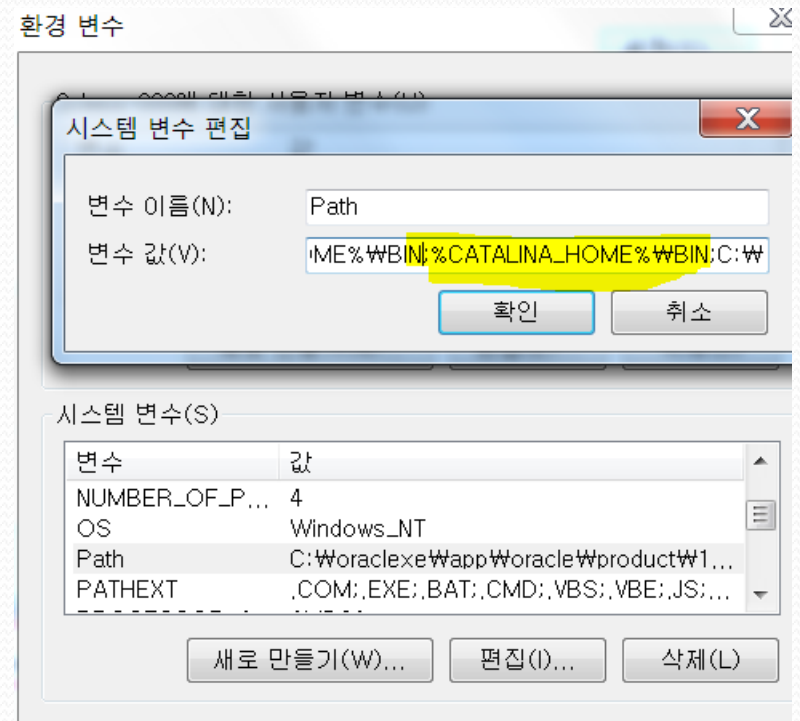 환경 변수
시스템 변수 편집
변수 이름(N): Path
변수 값(V): ME%₩BIN;%CATALINA_HOME%₩BIN;C:₩
확인 취소
시스템 변수(S)
변수 값
NUMBER_OF_P... 4
OS Windows_NT
Path C:₩oraclexe₩app₩oracle₩product₩1...
PATHEXT .COM;.EXE;.BAT;.CMD;.VBS;.VBE;.JS;...
새로 만들기(W)... 편집(I)... 삭제(L)